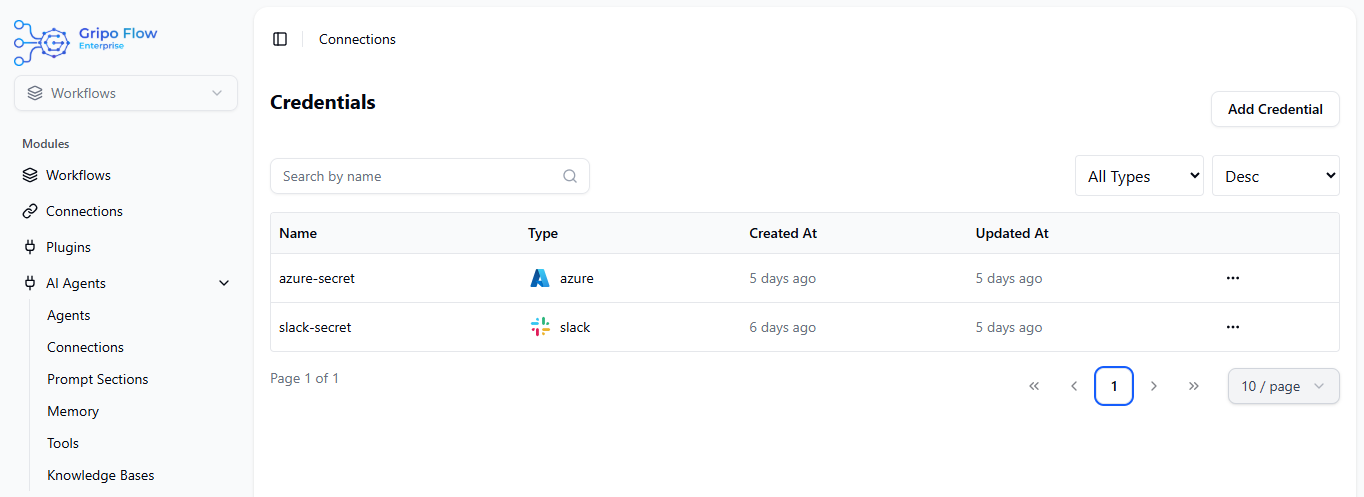 Gripo Flow
Enterprise
Workflows
Modules
Workflows
Connections
Plugins
AI Agents
Agents
Connections
Prompt Sections
Memory
Tools
Knowledge Bases
Connections
Credentials
Add Credential
Search by name
All Types
Desc
Name Type Created At Updated At
azure-secret azure 5 days ago 5 days ago
slack-secret slack 6 days ago 5 days ago
Page 1 of 1
1
10 / page